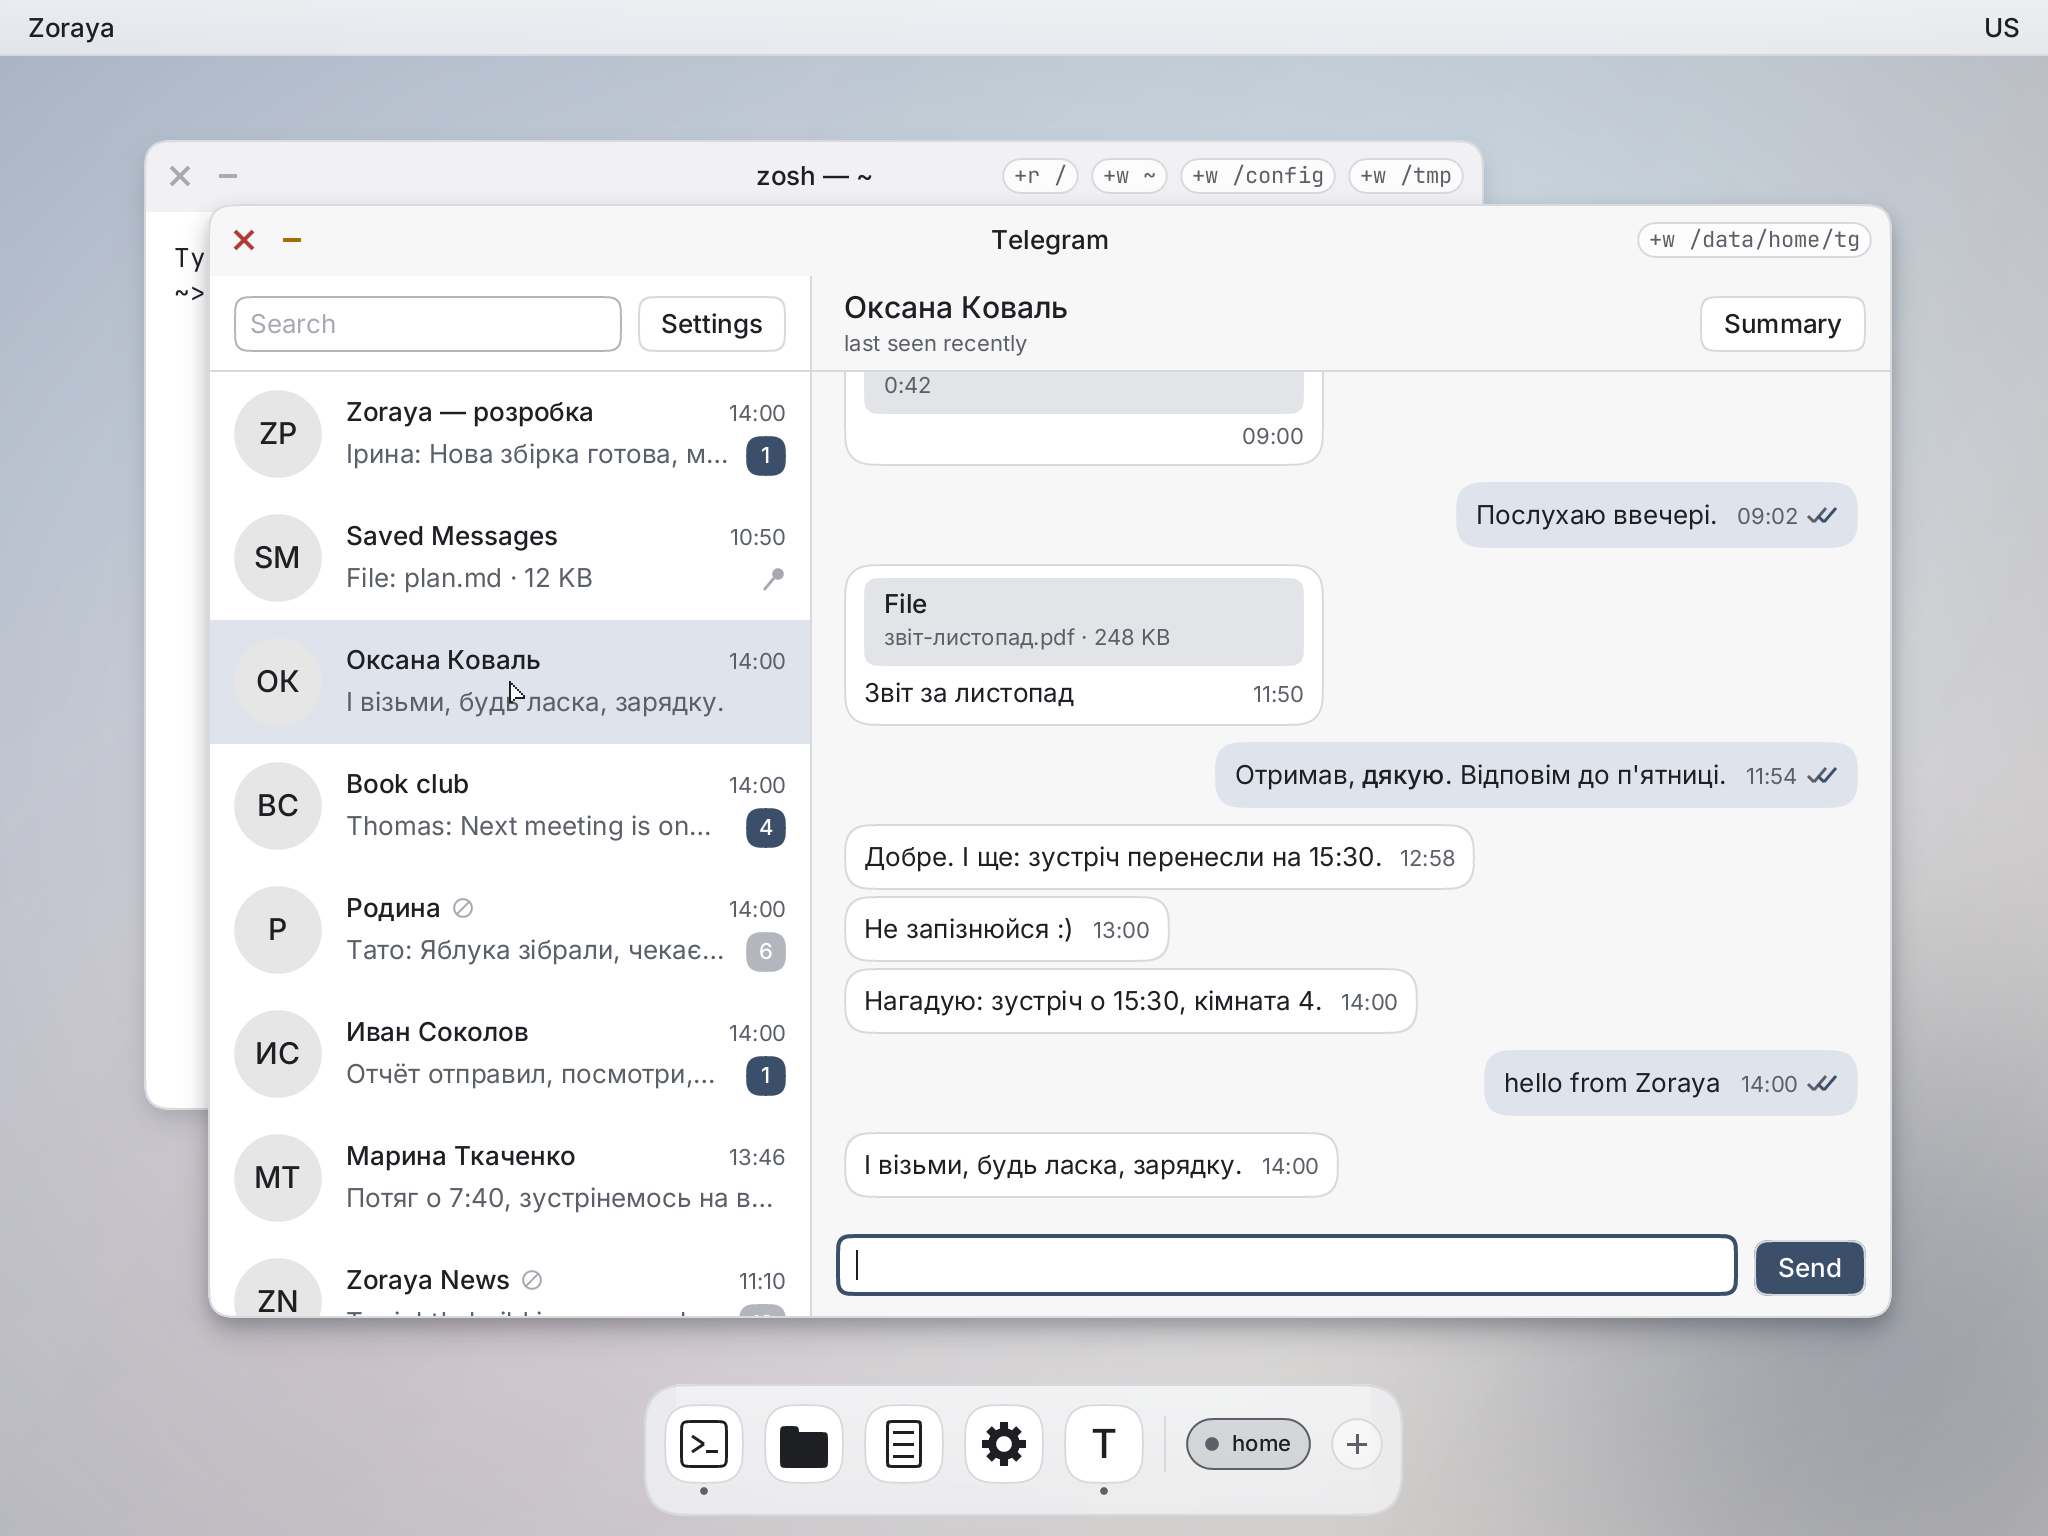 Zoraya
US
zosh — ~
+r /
+w ~
+w /config
+w /tmp
Ty
~>
Telegram
+w /data/home/tg
Search
Settings
ZP
Zoraya — розробка
14:00
Ірина: Нова збірка готова, м...
1
SM
Saved Messages
10:50
File: plan.md · 12 KB
ОК
Оксана Коваль
14:00
І візьми, будь ласка, зарядку.
BC
Book club
14:00
Thomas: Next meeting is on...
4
Р
Родина
14:00
Тато: Яблука зібрали, чекає...
6
ИС
Иван Соколов
14:00
Отчёт отправил, посмотри,...
1
МТ
Марина Ткаченко
13:46
Потяг о 7:40, зустрінемось на в...
ZN
Zoraya News
11:10
Оксана Коваль
last seen recently
Summary
0:42
09:00
Послухаю ввечері. 09:02
File
звіт-листопад.pdf · 248 KB
Звіт за листопад 11:50
Отримав, дякую. Відповім до п'ятниці. 11:54
Добре. І ще: зустріч перенесли на 15:30. 12:58
Не запізнюйся :) 13:00
Нагадую: зустріч о 15:30, кімната 4. 14:00
hello from Zoraya 14:00
І візьми, будь ласка, зарядку. 14:00
Send
>_
T
home
+